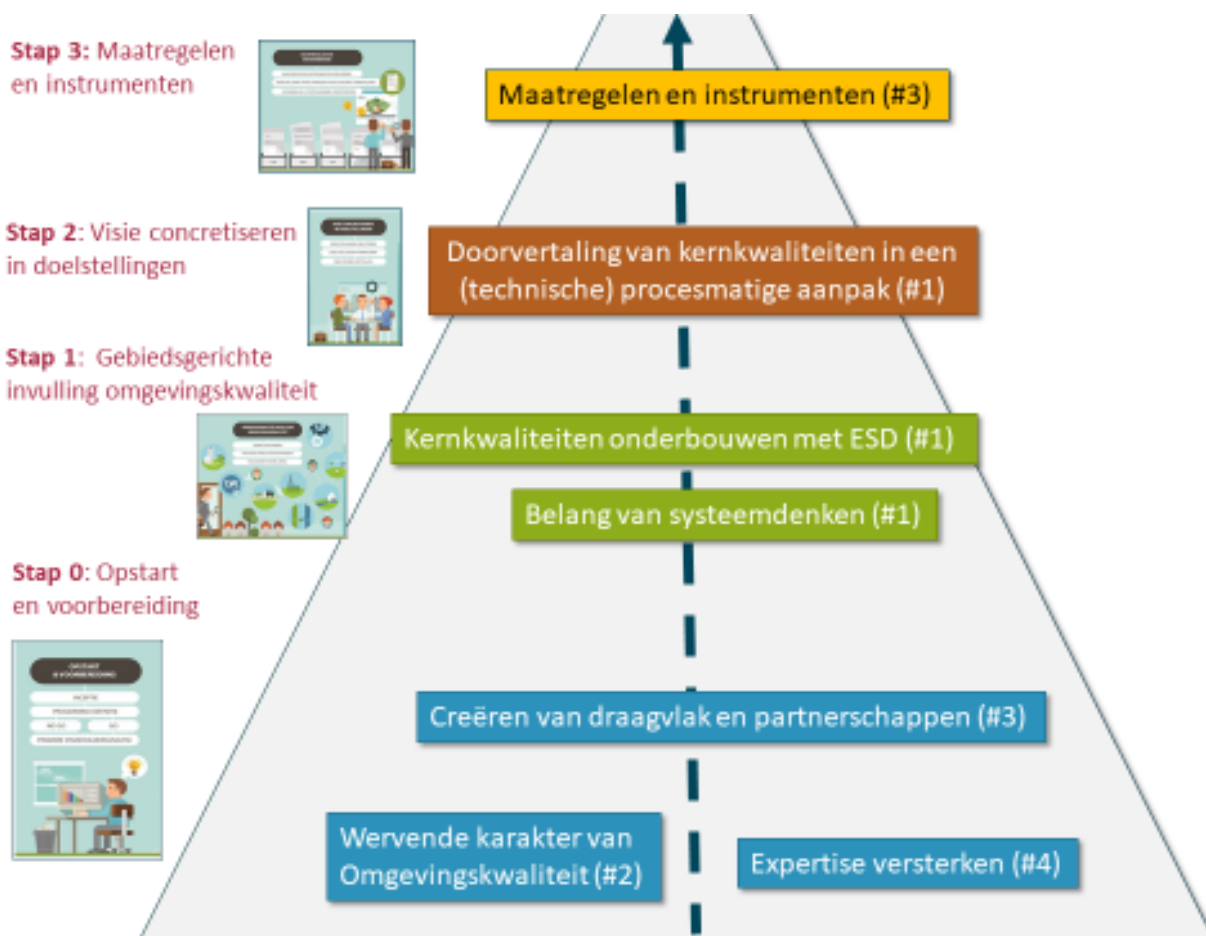 Stap 3: Maatregelen
en instrumenten
Maatregelen en instrumenten (#3)
Stap 2: Visie concretiseren
in doelstellingen
Doorvertaling van kernkwaliteiten in een
(technische) procesmatige aanpak (#1)
Stap 1: Gebiedsgerichte
invulling omgevingskwaliteit
Kernkwaliteiten onderbouwen met ESD (#1)
Belang van systeemdenken (#1)
Stap 0: Opstart
en voorbereiding
OPSTART
& VOORBEREIDING
Creëren van draagvlak en partnerschappen (#3)
Wervende karakter van
Omgevingskwaliteit (#2)
Expertise versterken (#4)